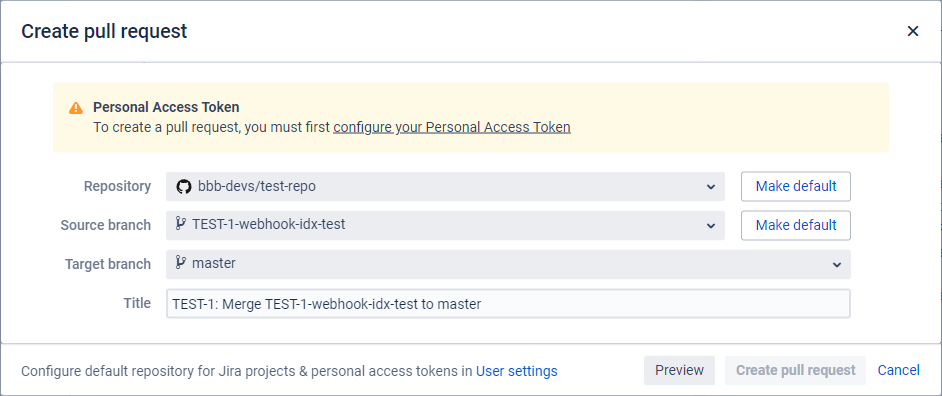 Create pull request
Personal Access Token
To create a pull request, you must first configure your Personal Access Token
Repository bbb-devs/test-repo Make default
Source branch TEST-1-webhook-idx-test Make default
Target branch master
Title TEST-1: Merge TEST-1-webhook-idx-test to master
Configure default repository for Jira projects & personal access tokens in User settings Preview Create pull request Cancel